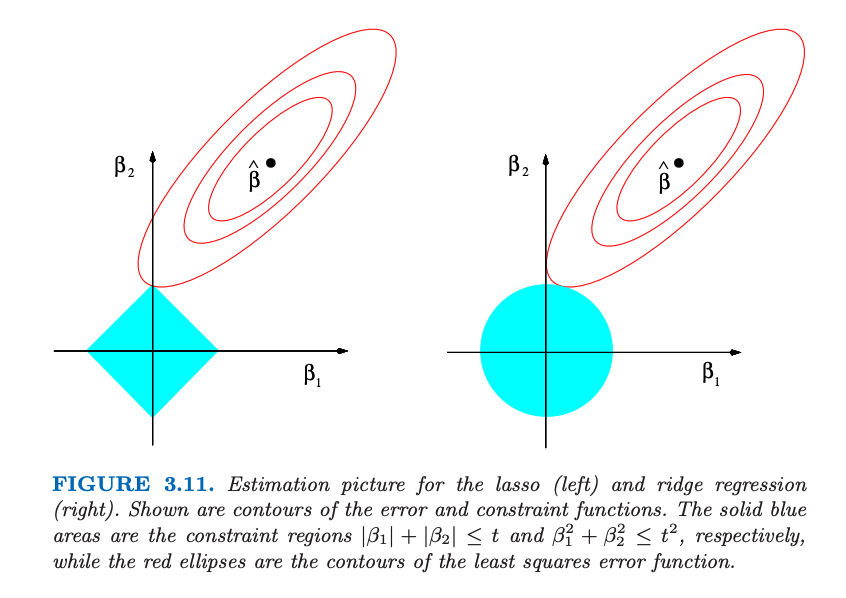 β₂
β̂
β₁
β₂
β̂
β₁
FIGURE 3.11. Estimation picture for the lasso (left) and ridge regression
(right). Shown are contours of the error and constraint functions. The solid blue
areas are the constraint regions |β₁| + |β₂| ≤ t and β₁² + β₂² ≤ t², respectively,
while the red ellipses are the contours of the least squares error function.